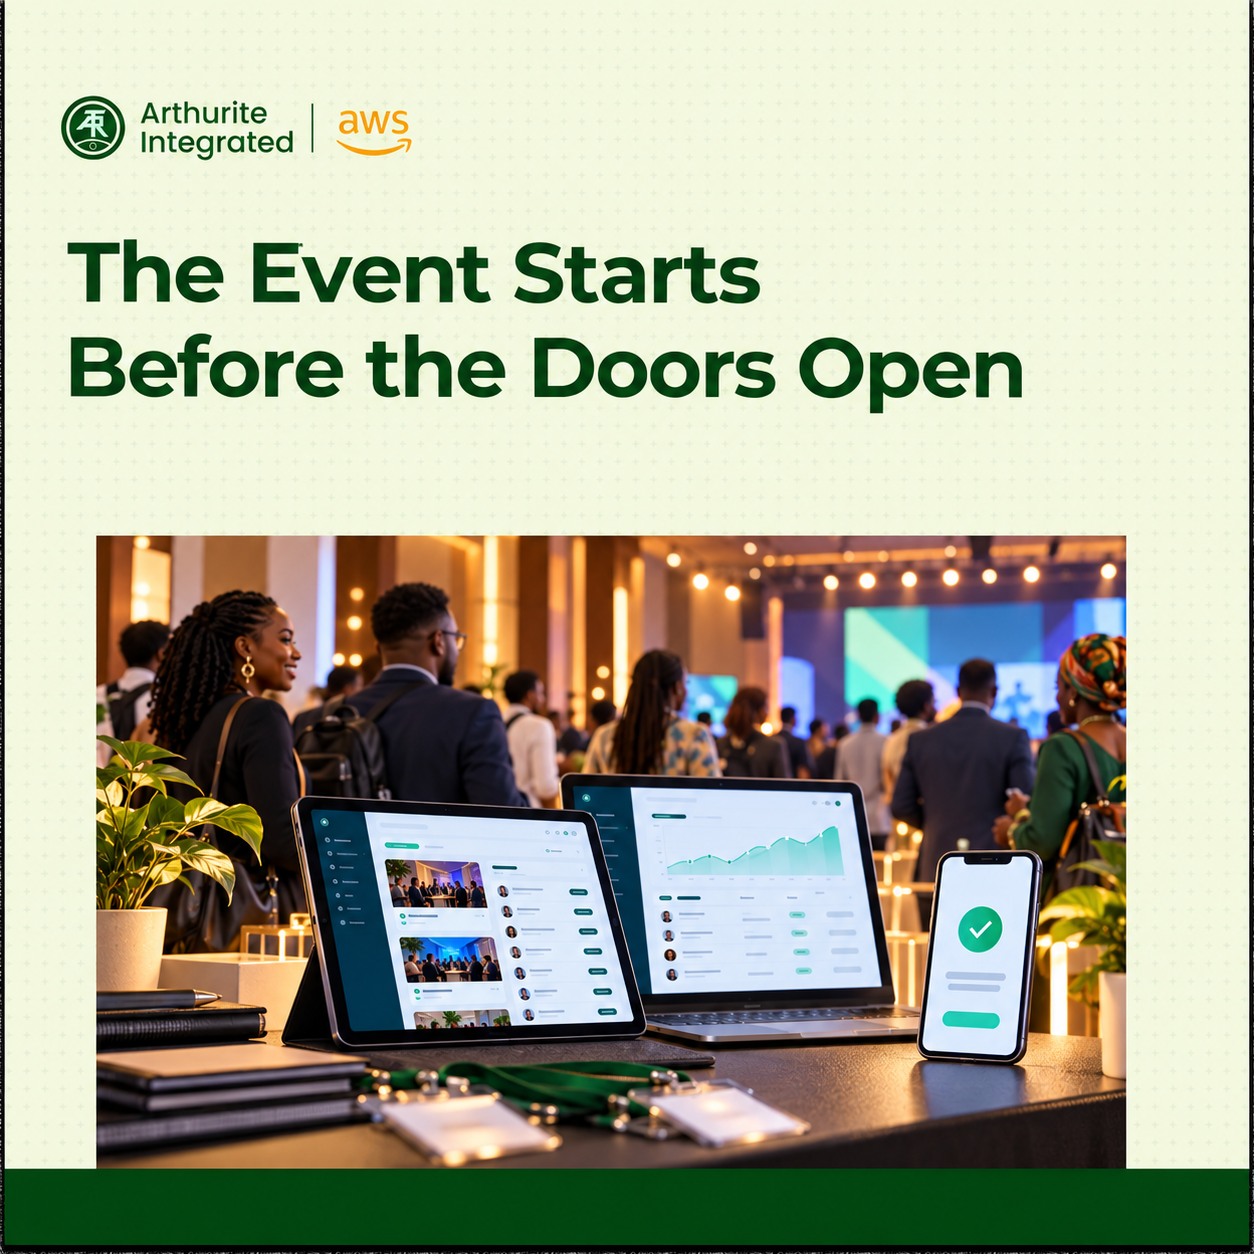 Arthurite
Integrated
aws
The Event Starts
Before the Doors Open